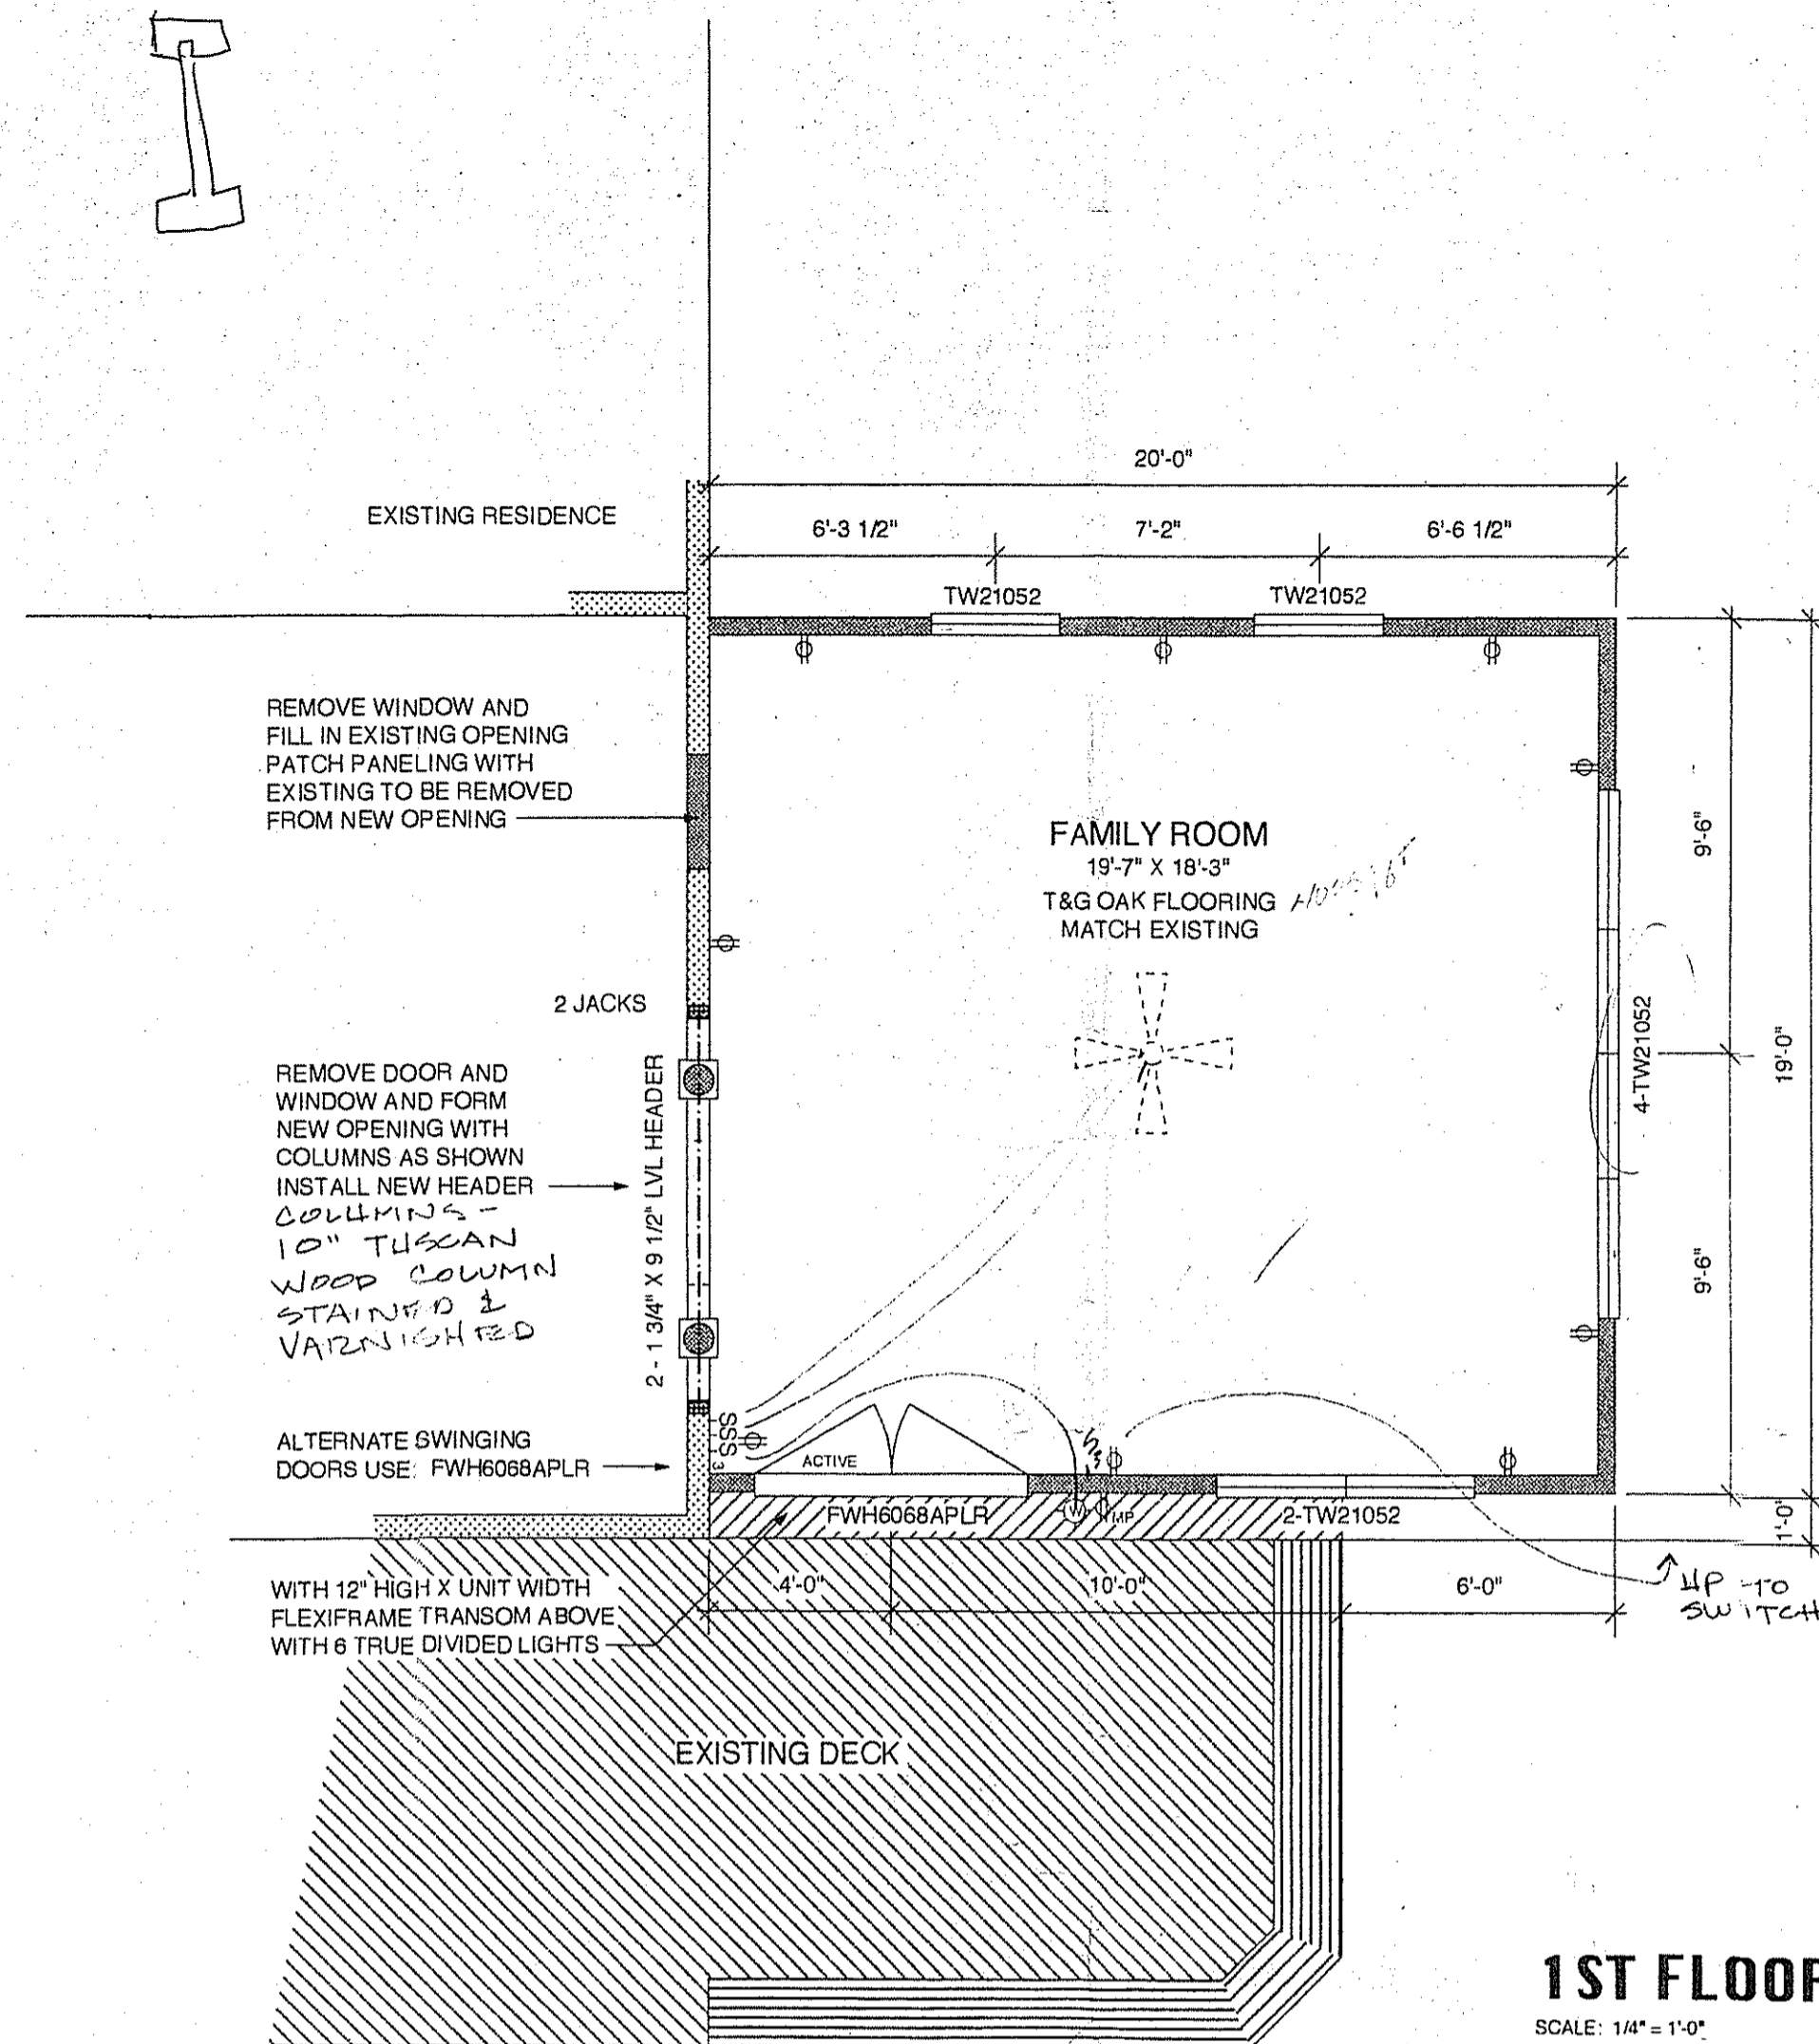 20'-0"
EXISTING RESIDENCE
6'-3 1/2"
7'-2"
6'-6 1/2"
TW21052
TW21052
REMOVE WINDOW AND
FILL IN EXISTING OPENING
PATCH PANELING WITH
EXISTING TO BE REMOVED
FROM NEW OPENING
FAMILY ROOM
19'-7" X 18'-3"
T&G OAK FLOORING
MATCH EXISTING
9'-6"
4-TW21052
19'-0"
9'-6"
2 JACKS
REMOVE DOOR AND
WINDOW AND FORM
NEW OPENING WITH
COLUMNS AS SHOWN
INSTALL NEW HEADER
COLUMNS -
10" TUSCAN
WOOD COLUMN
STAINED &
VARNISHED
2 - 1 3/4" X 9 1/2" LVL HEADER
ALTERNATE SWINGING
DOORS USE: FWH6068APLR
SSS3
ACTIVE
FWH6068APLR
W
WP
2-TW21052
1'-0"
WITH 12" HIGH X UNIT WIDTH
FLEXIFRAME TRANSOM ABOVE
WITH 6 TRUE DIVIDED LIGHTS
4'-0"
10'-0"
6'-0"
UP TO
SWITCH
EXISTING DECK
1ST FLOOR
SCALE: 1/4" = 1'-0"